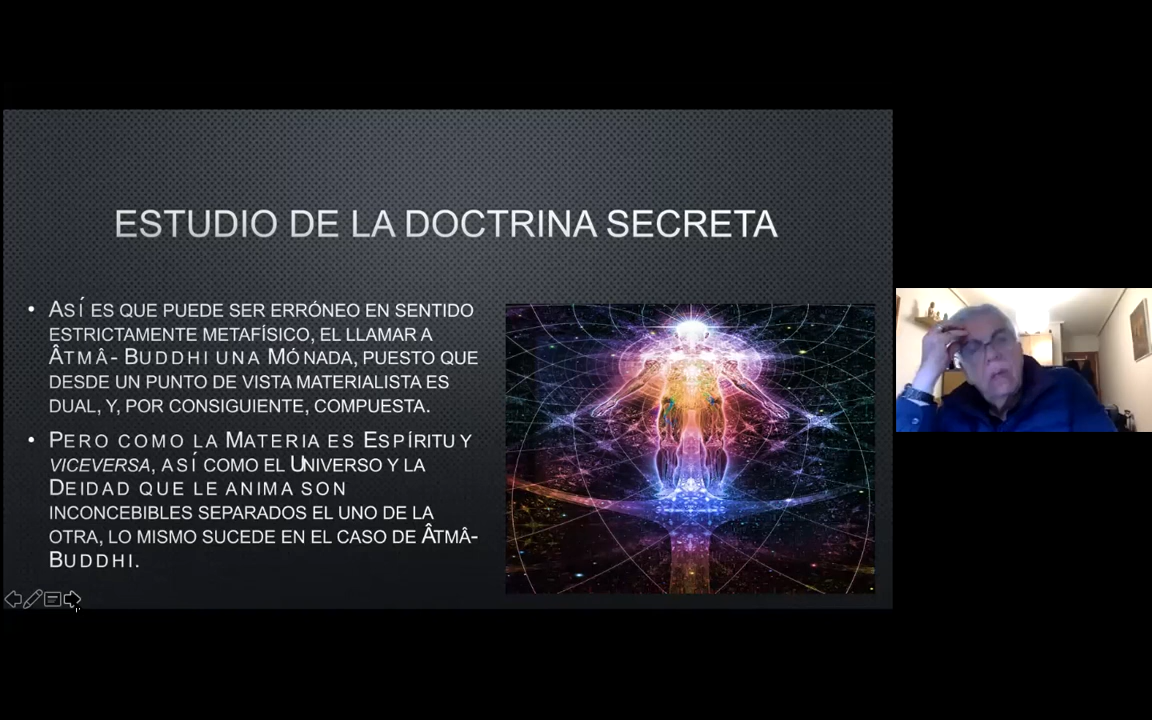 ESTUDIO DE LA DOCTRINA SECRETA
• ASÍ ES QUE PUEDE SER ERRÓNEO EN SENTIDO
ESTRICTAMENTE METAFÍSICO, EL LLAMAR A
ÂTMÂ- BUDDHI UNA MÓNADA, PUESTO QUE
DESDE UN PUNTO DE VISTA MATERIALISTA ES
DUAL, Y, POR CONSIGUIENTE, COMPUESTA.
• PERO COMO LA MATERIA ES ESPÍRITU Y
VICEVERSA, ASÍ COMO EL UNIVERSO Y LA
DEIDAD QUE LE ANIMA SON
INCONCEBIBLES SEPARADOS EL UNO DE LA
OTRA, LO MISMO SUCEDE EN EL CASO DE ÂTMÂ-
BUDDHI.